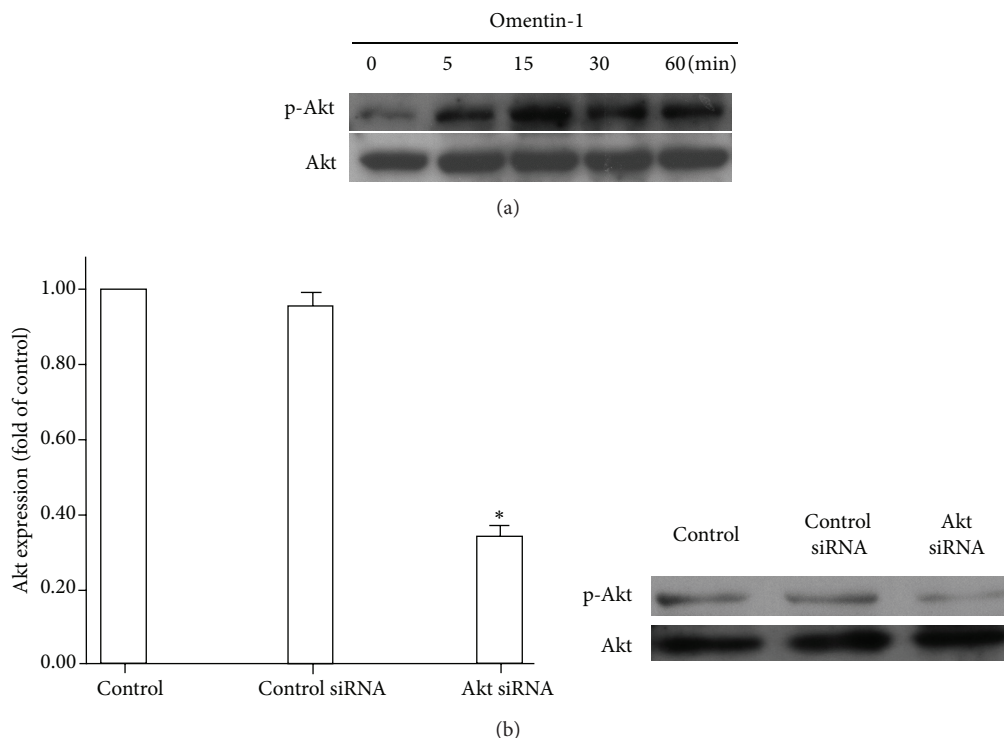 Omentin-1
0 5 15 30 60(min)
p-Akt
Akt
(a)
Akt expression (fold of control)
1.00
0.80
0.60
0.40
0.20
0.00
*
Control Control siRNA Akt siRNA
Control Control siRNA Akt siRNA
p-Akt
Akt
(b)